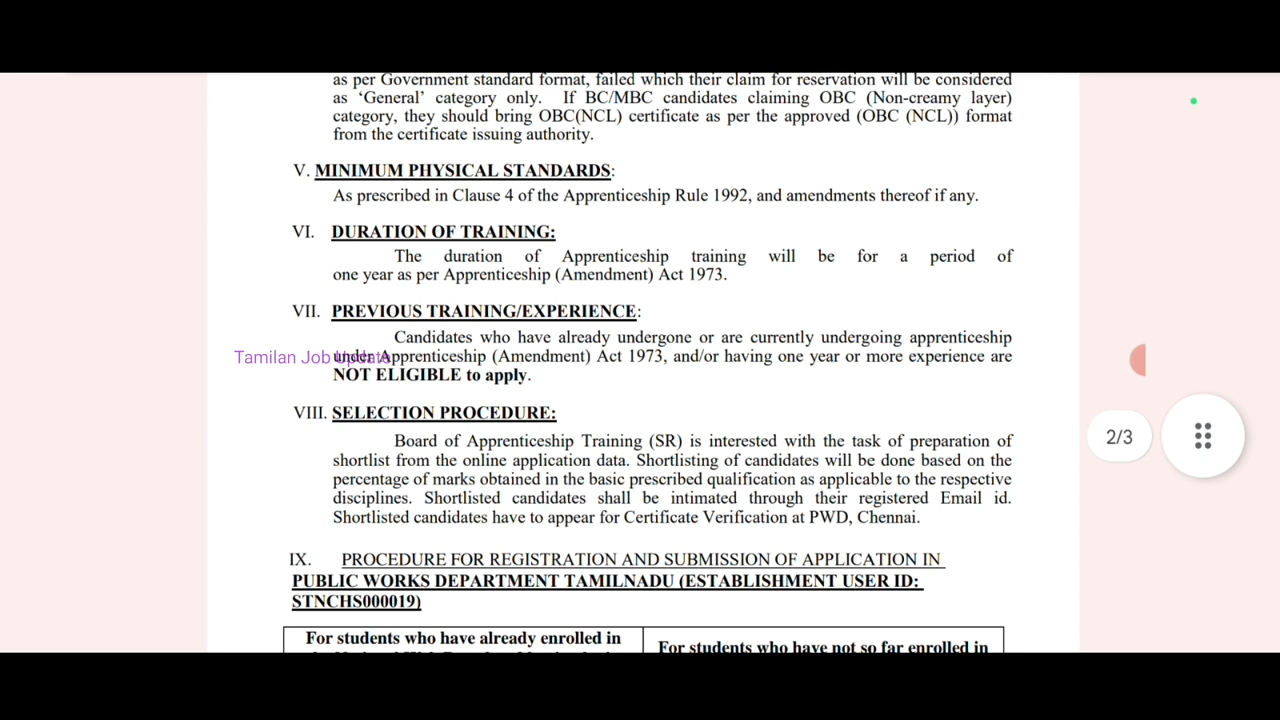 as per Government standard format, failed which their claim for reservation will be considered
as ‘General’ category only. If BC/MBC candidates claiming OBC (Non-creamy layer)
category, they should bring OBC(NCL) certificate as per the approved (OBC (NCL)) format
from the certificate issuing authority.
V. MINIMUM PHYSICAL STANDARDS:
As prescribed in Clause 4 of the Apprenticeship Rule 1992, and amendments thereof if any.
VI. DURATION OF TRAINING:
The duration of Apprenticeship training will be for a period of
one year as per Apprenticeship (Amendment) Act 1973.
VII. PREVIOUS TRAINING/EXPERIENCE:
Candidates who have already undergone or are currently undergoing apprenticeship
Tamilan Job Update
under Apprenticeship (Amendment) Act 1973, and/or having one year or more experience are
NOT ELIGIBLE to apply.
VIII. SELECTION PROCEDURE:
Board of Apprenticeship Training (SR) is interested with the task of preparation of
shortlist from the online application data. Shortlisting of candidates will be done based on the
2/3
percentage of marks obtained in the basic prescribed qualification as applicable to the respective
disciplines. Shortlisted candidates shall be intimated through their registered Email id.
Shortlisted candidates have to appear for Certificate Verification at PWD, Chennai.
IX. PROCEDURE FOR REGISTRATION AND SUBMISSION OF APPLICATION IN
PUBLIC WORKS DEPARTMENT TAMILNADU (ESTABLISHMENT USER ID:
STNCHS000019)
For students who have already enrolled in
For students who have not so far enrolled in